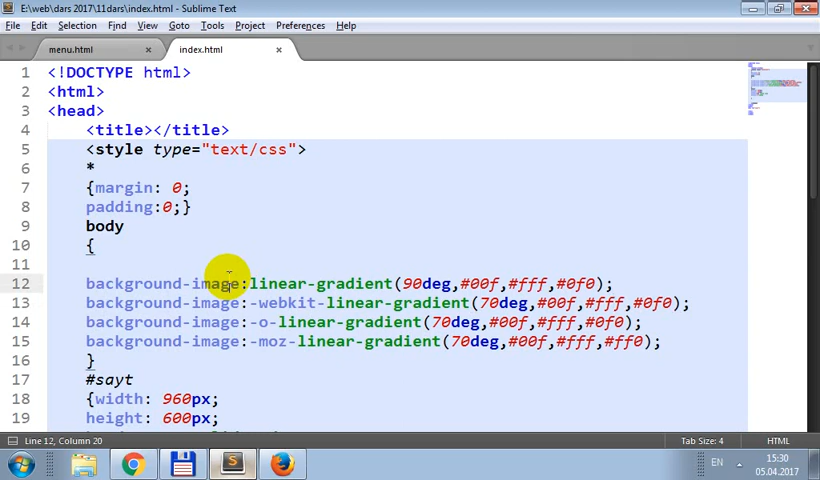 E:\web\dars 2017\11dars\index.html - Sublime Text
File Edit Selection Find View Goto Tools Project Preferences Help
menu.html index.html
1 <!DOCTYPE html>
2 <html>
3 <head>
4 <title></title>
5 <style type="text/css">
6 *
7 {margin: 0;
8 padding:0;}
9 body
10 {
11
12 background-image:linear-gradient(90deg,#00f,#fff,#0f0);
13 background-image:-webkit-linear-gradient(70deg,#00f,#fff,#0f0);
14 background-image:-o-linear-gradient(70deg,#00f,#fff,#0f0);
15 background-image:-moz-linear-gradient(70deg,#00f,#fff,#ff0);
16 }
17 #sayt
18 {width: 960px;
19 height: 600px;
Line 12, Column 20 Tab Size: 4 HTML
EN 15:30
05.04.2017